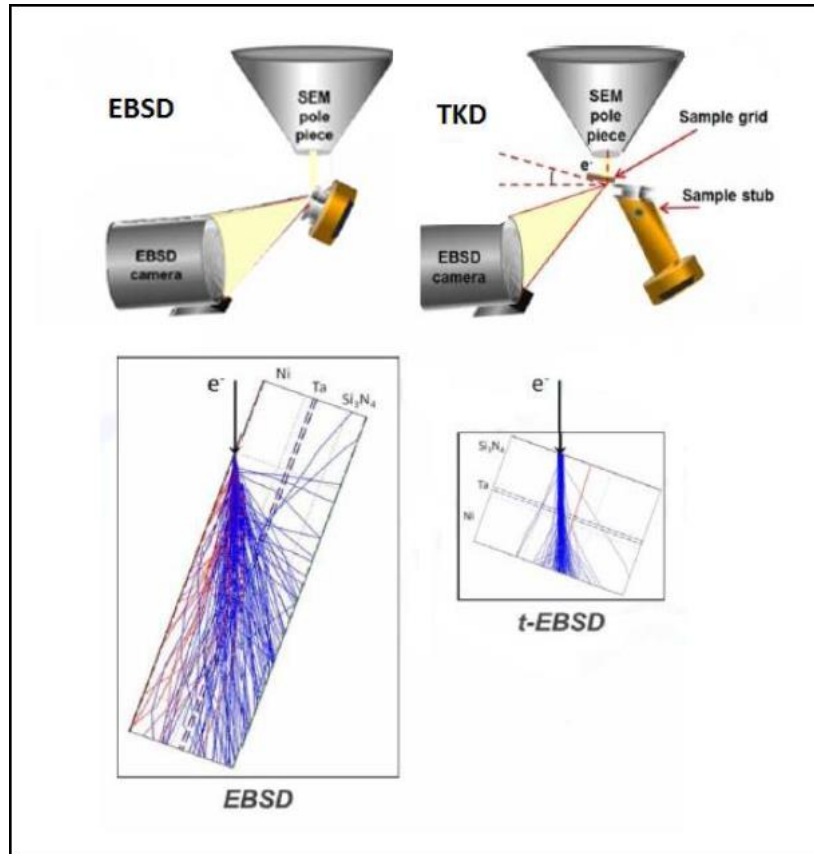 EBSD
SEM
pole
piece
EBSD
camera
TKD
SEM
pole
piece
Sample grid
e-
Sample stub
EBSD
camera
e-
Ni
Ta
Si3N4
EBSD
e-
Si3N4
Ta
Ni
t-EBSD